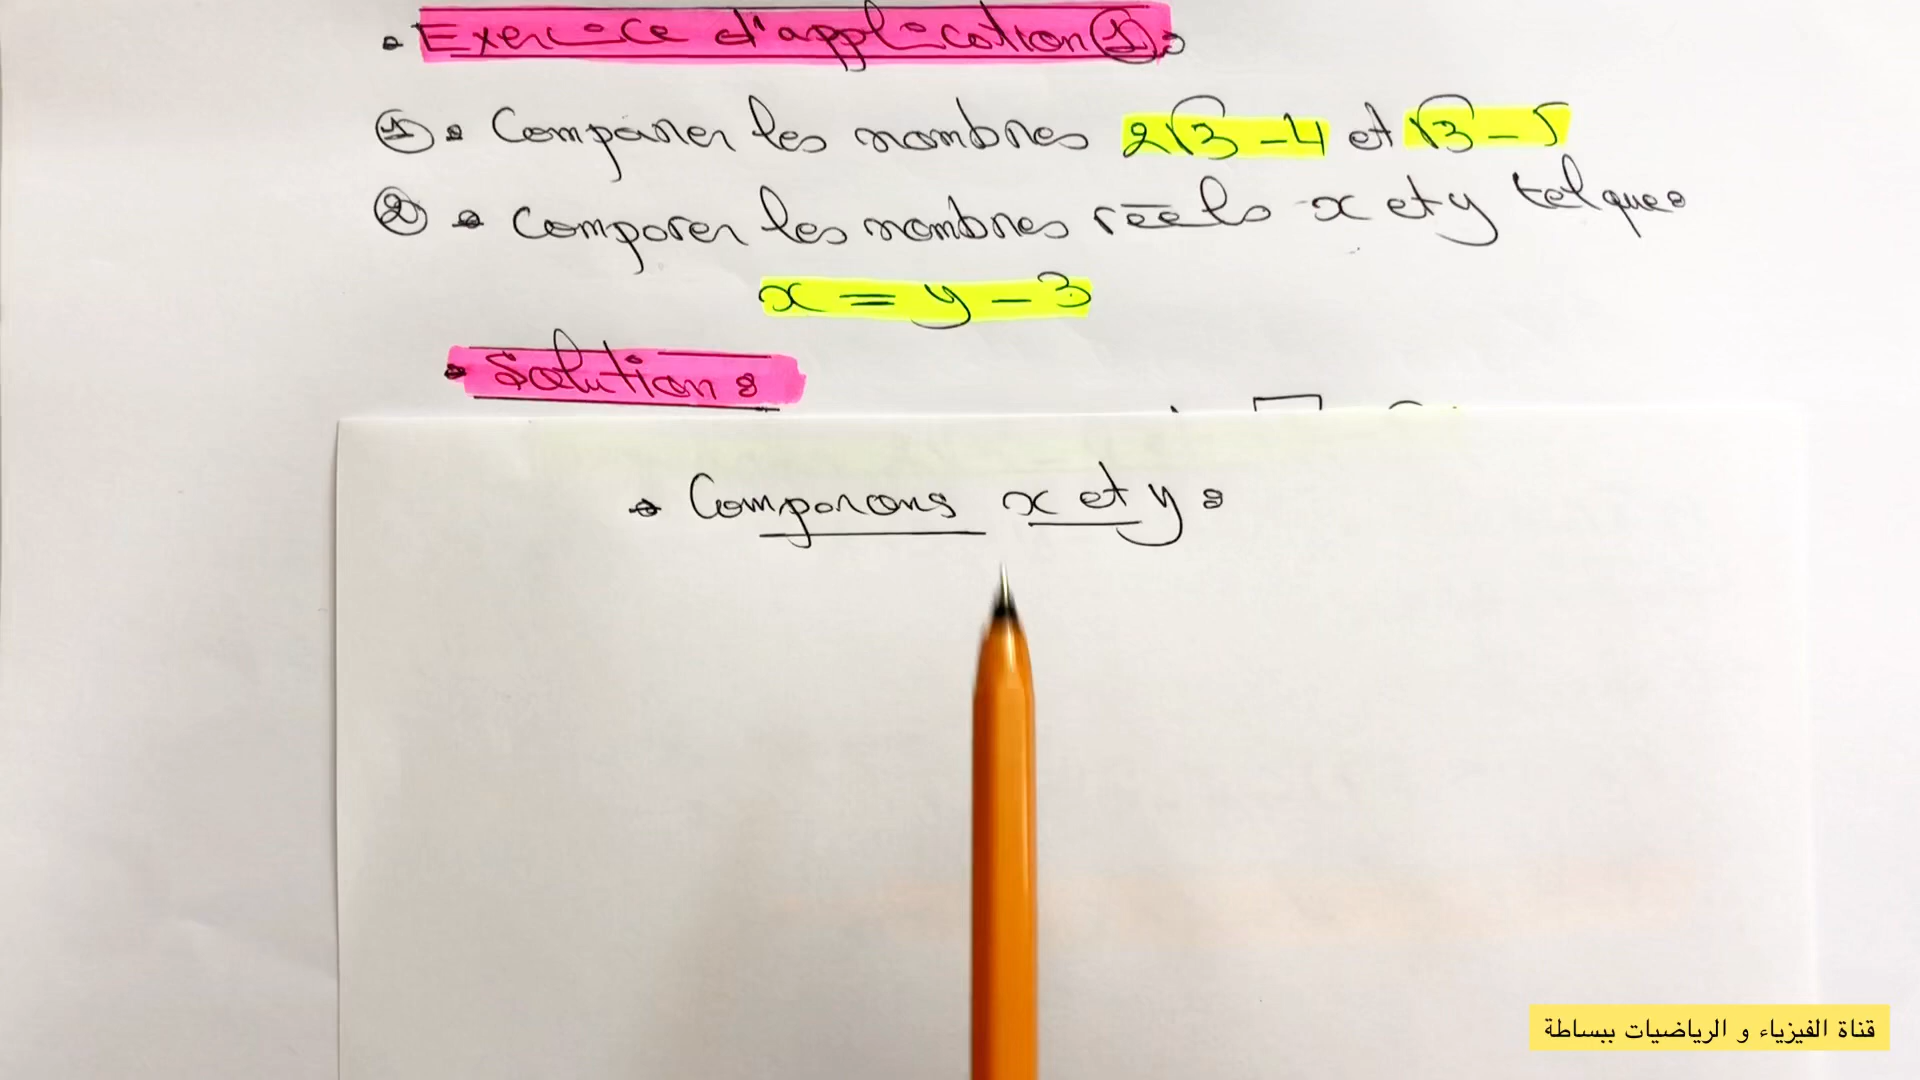 Exercice d'application ① :
① • Comparer les nombres 2√3 - 4 et √3 - 5
② • Comparer les nombres réels x et y tel que :
x = y - 3
• Solution :
• Comparons x et y :
قناة الفيزياء و الرياضيات ببساطة